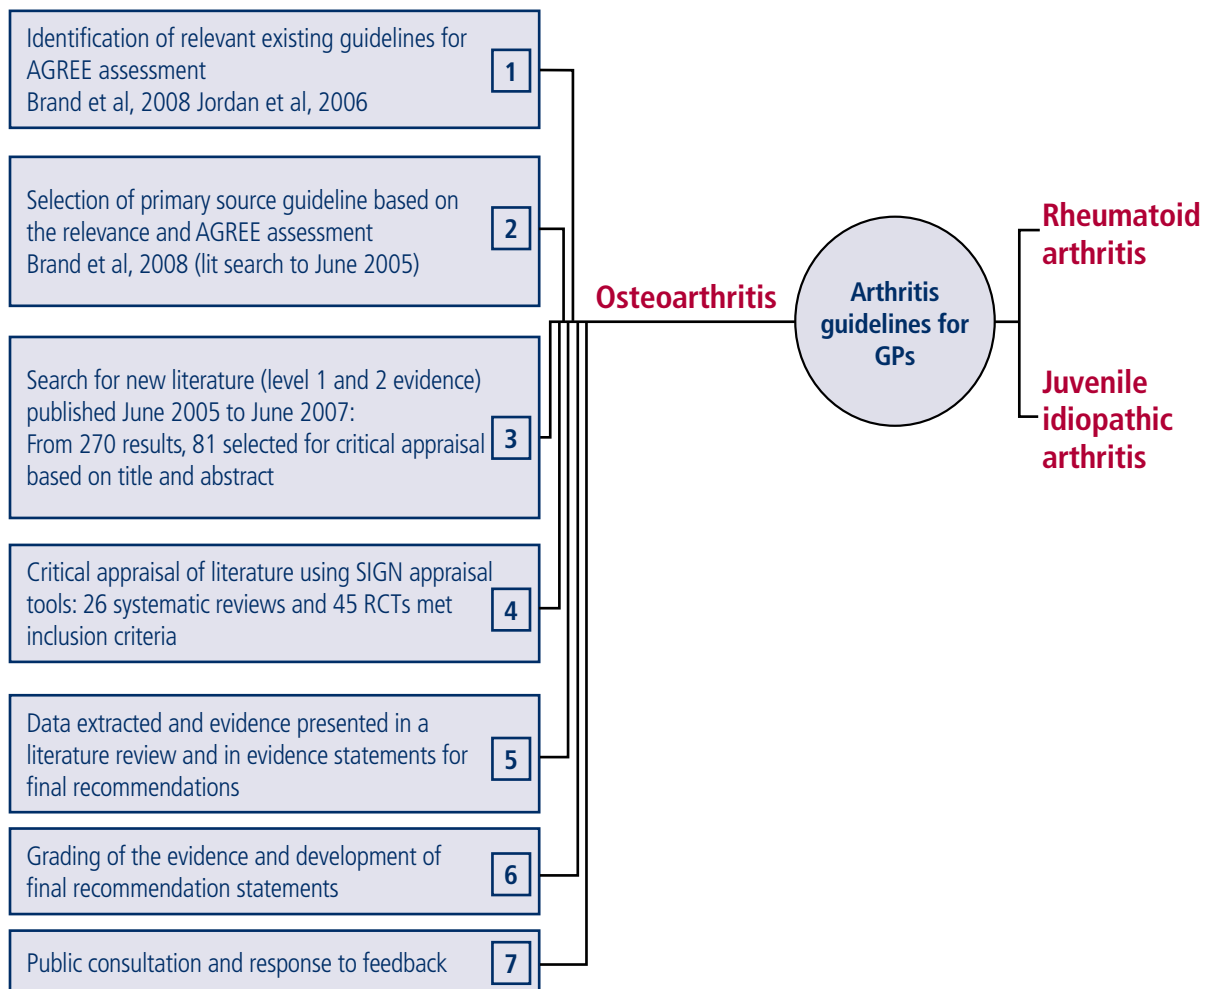 Identification of relevant existing guidelines for
AGREE assessment
Brand et al, 2008 Jordan et al, 2006
1
Selection of primary source guideline based on
the relevance and AGREE assessment
Brand et al, 2008 (lit search to June 2005)
2
Search for new literature (level 1 and 2 evidence)
published June 2005 to June 2007:
From 270 results, 81 selected for critical appraisal
based on title and abstract
3
Critical appraisal of literature using SIGN appraisal
tools: 26 systematic reviews and 45 RCTs met
inclusion criteria
4
Data extracted and evidence presented in a
literature review and in evidence statements for
final recommendations
5
Grading of the evidence and development of
final recommendation statements
6
Public consultation and response to feedback
7
Osteoarthritis
Arthritis
guidelines for
GPs
Rheumatoid
arthritis
Juvenile
idiopathic
arthritis